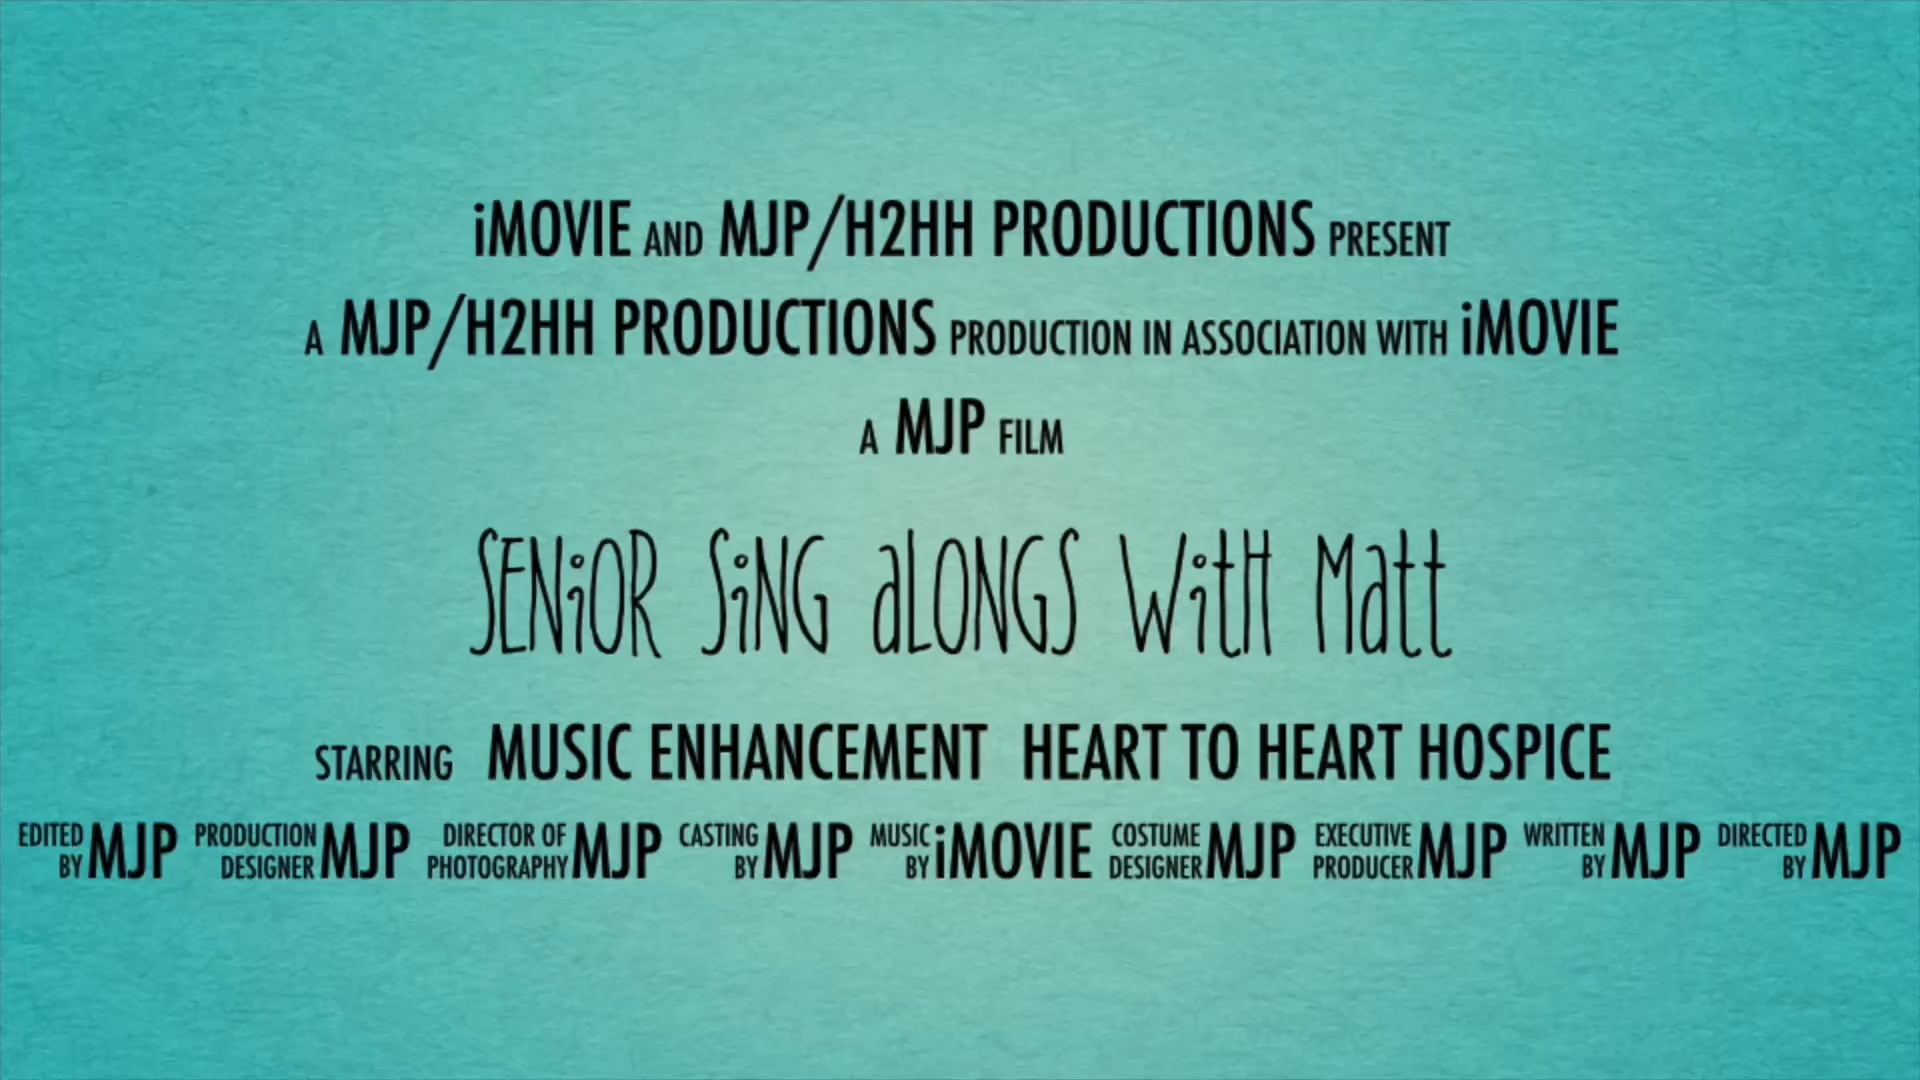 iMOVIE AND MJP/H2HH PRODUCTIONS PRESENT
A MJP/H2HH PRODUCTIONS PRODUCTION IN ASSOCIATION WITH iMOVIE
A MJP FILM
SENiOR SiNG aLONGS WitH Matt
STARRING MUSIC ENHANCEMENT HEART TO HEART HOSPICE
EDITED BY MJP PRODUCTION DESIGNER MJP DIRECTOR OF PHOTOGRAPHY MJP CASTING BY MJP MUSIC BY iMOVIE COSTUME DESIGNER MJP EXECUTIVE PRODUCER MJP WRITTEN BY MJP DIRECTED BY MJP